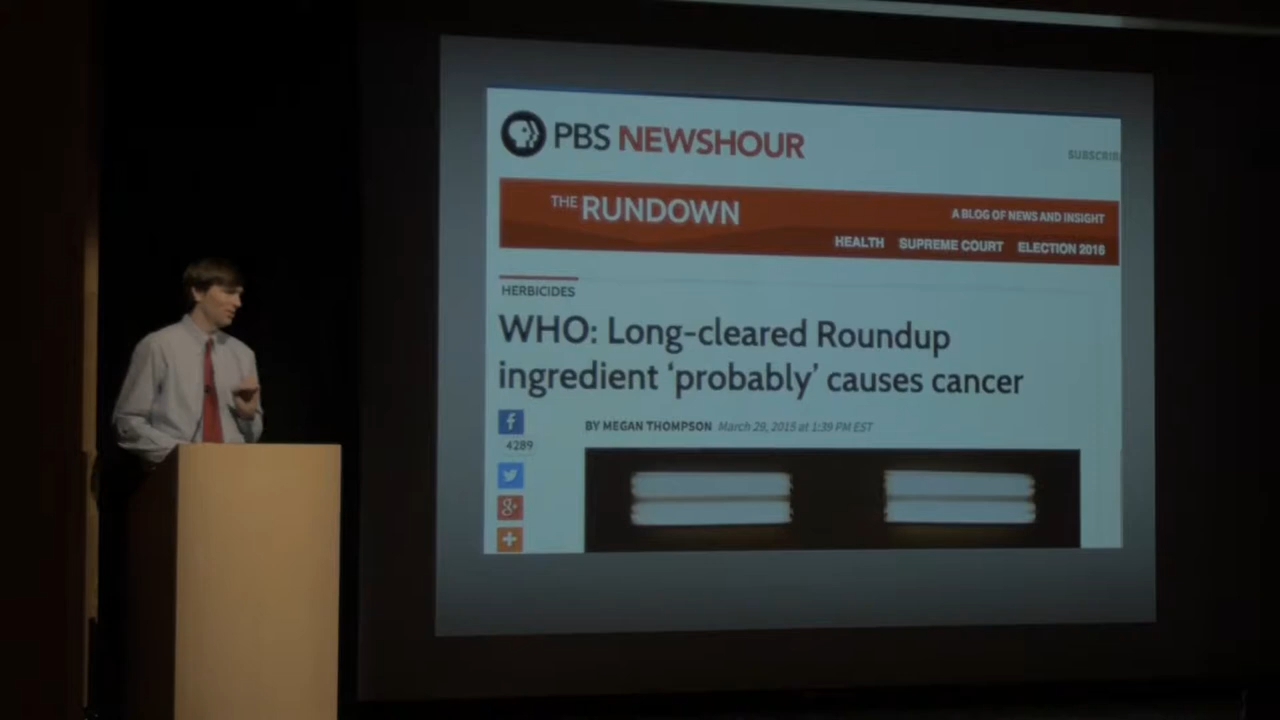 PBS NEWSHOUR
SUBSCRIB
THE RUNDOWN
A BLOG OF NEWS AND INSIGHT
HEALTH SUPREME COURT ELECTION 2016
HERBICIDES
WHO: Long-cleared Roundup
ingredient ‘probably’ causes cancer
f
4289
BY MEGAN THOMPSON March 29, 2015 at 1:39 PM EST
g+
+